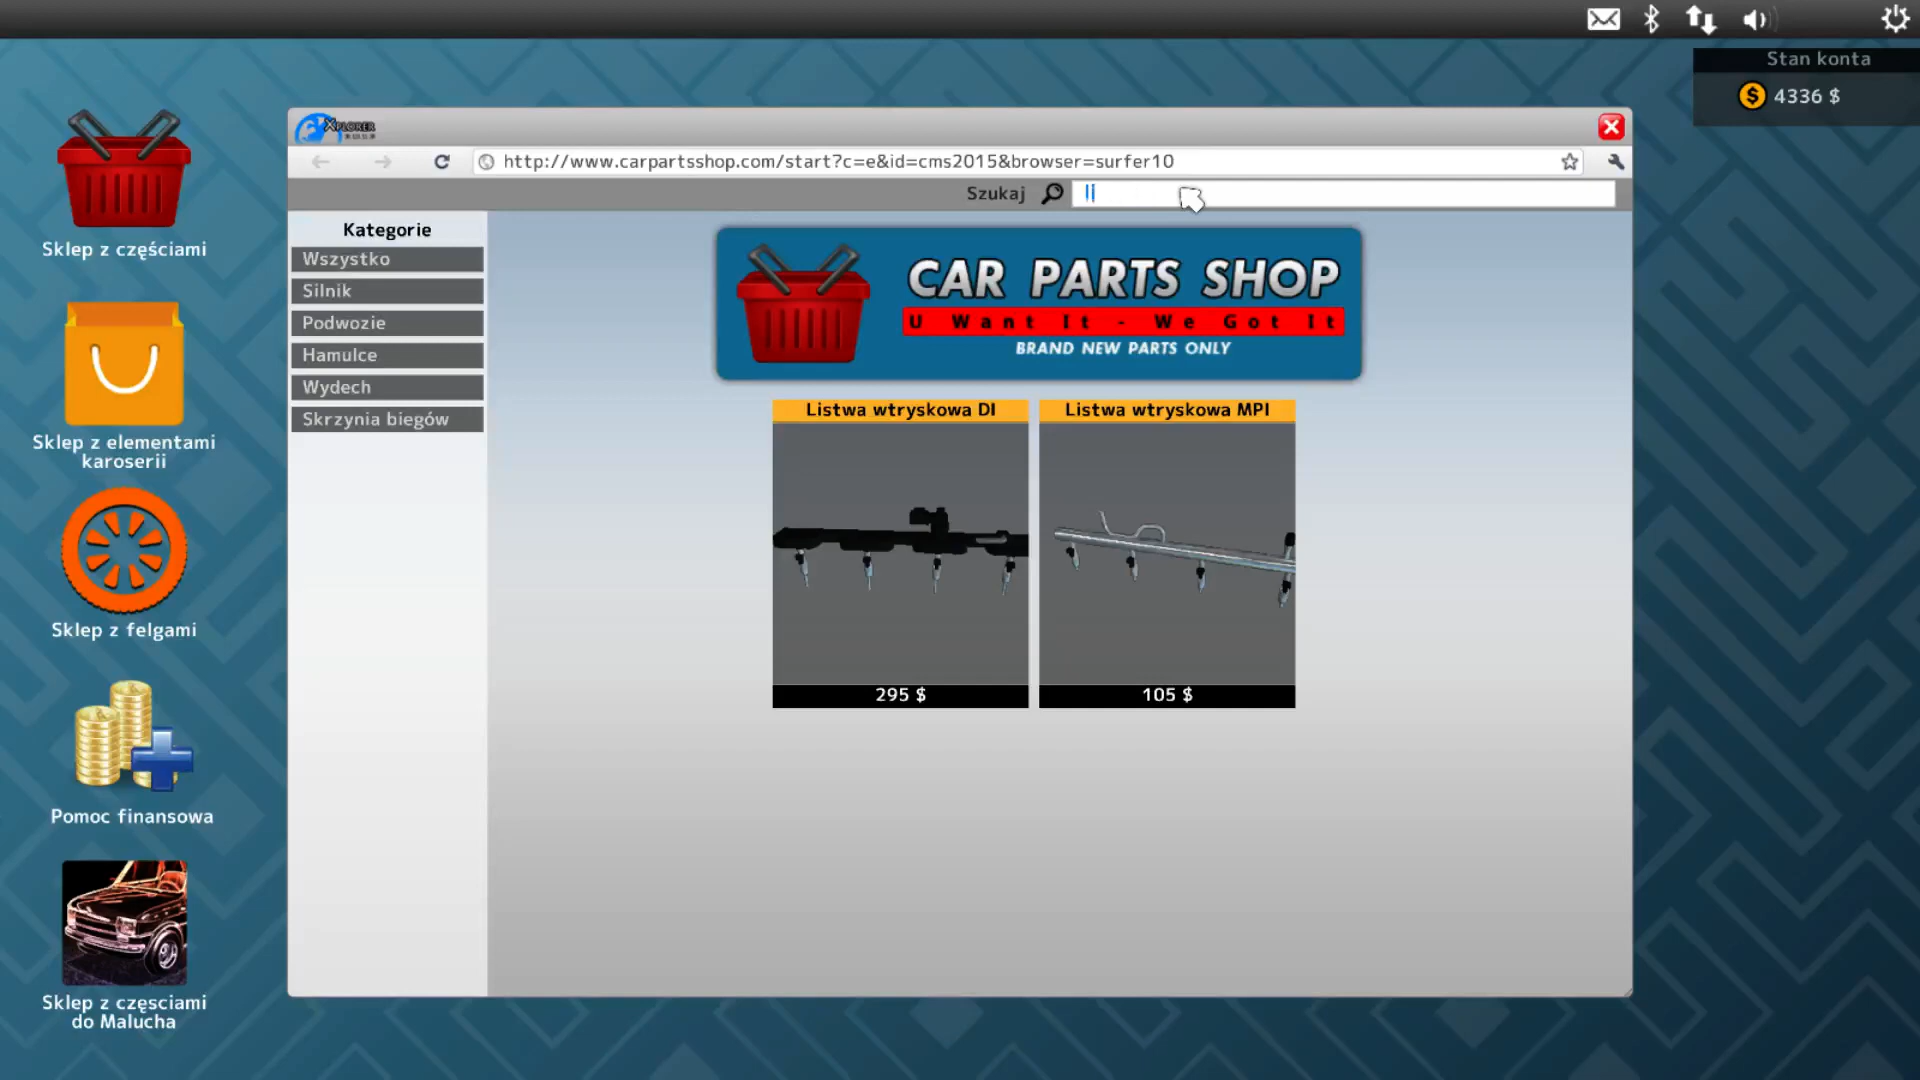 Stan konta
4336 $
XPLORER
http://www.carpartsshop.com/start?c=e&id=cms2015&browser=surfer10
Szukaj
Kategorie
Wszystko
Silnik
Podwozie
Hamulce
Wydech
Skrzynia biegów
CAR PARTS SHOP
U Want It - We Got It
BRAND NEW PARTS ONLY
Listwa wtryskowa DI
295 $
Listwa wtryskowa MPI
105 $
Sklep z częściami
Sklep z elementami
karoserii
Sklep z felgami
Pomoc finansowa
Sklep z częsciami
do Malucha